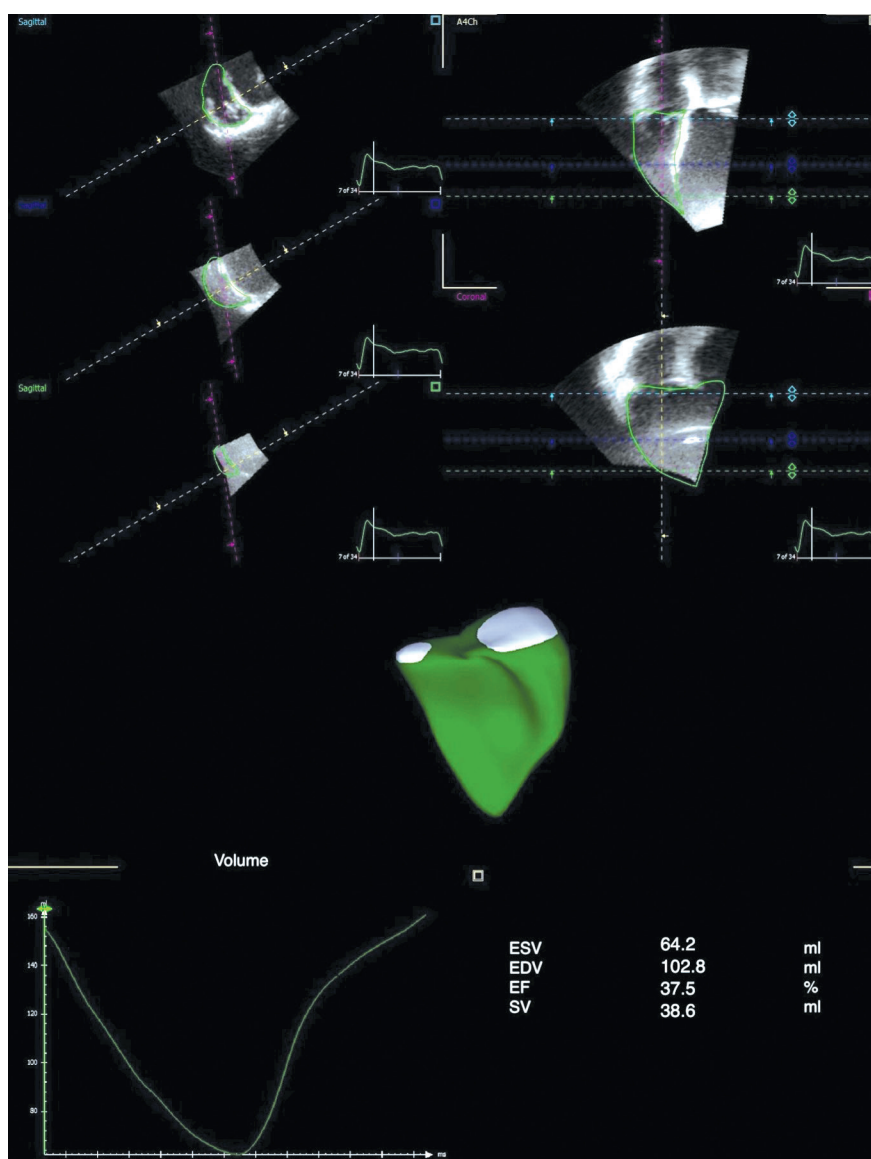 Sagittal
7 of 34
Sagittal
7 of 34
Sagittal
7 of 34
A4Ch
7 of 34
Coronal
7 of 34
Volume
ml
160
140
120
100
80
ms
ESV 64.2 ml
EDV 102.8 ml
EF 37.5 %
SV 38.6 ml